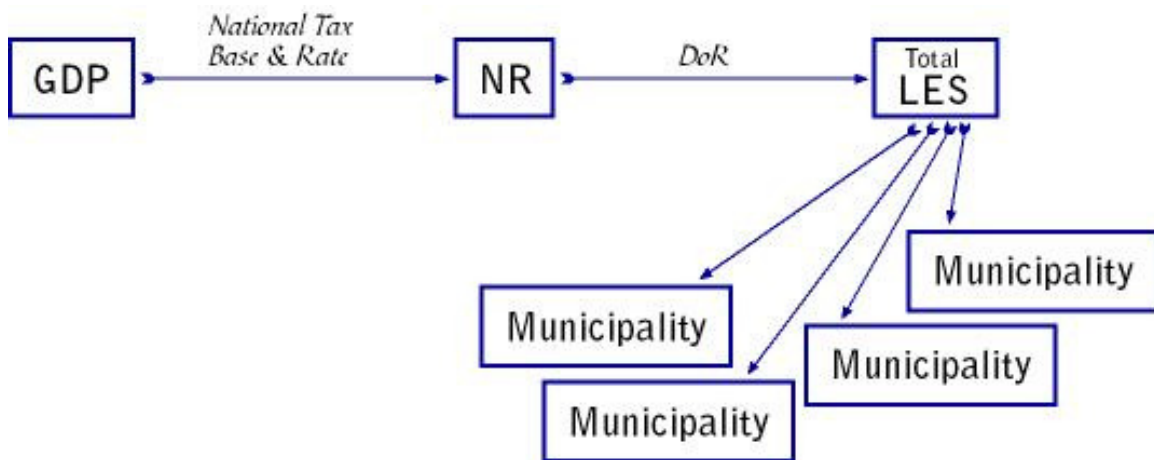 National Tax
Base & Rate
GDP
NR
DoR
Total
LES
Municipality
Municipality
Municipality
Municipality